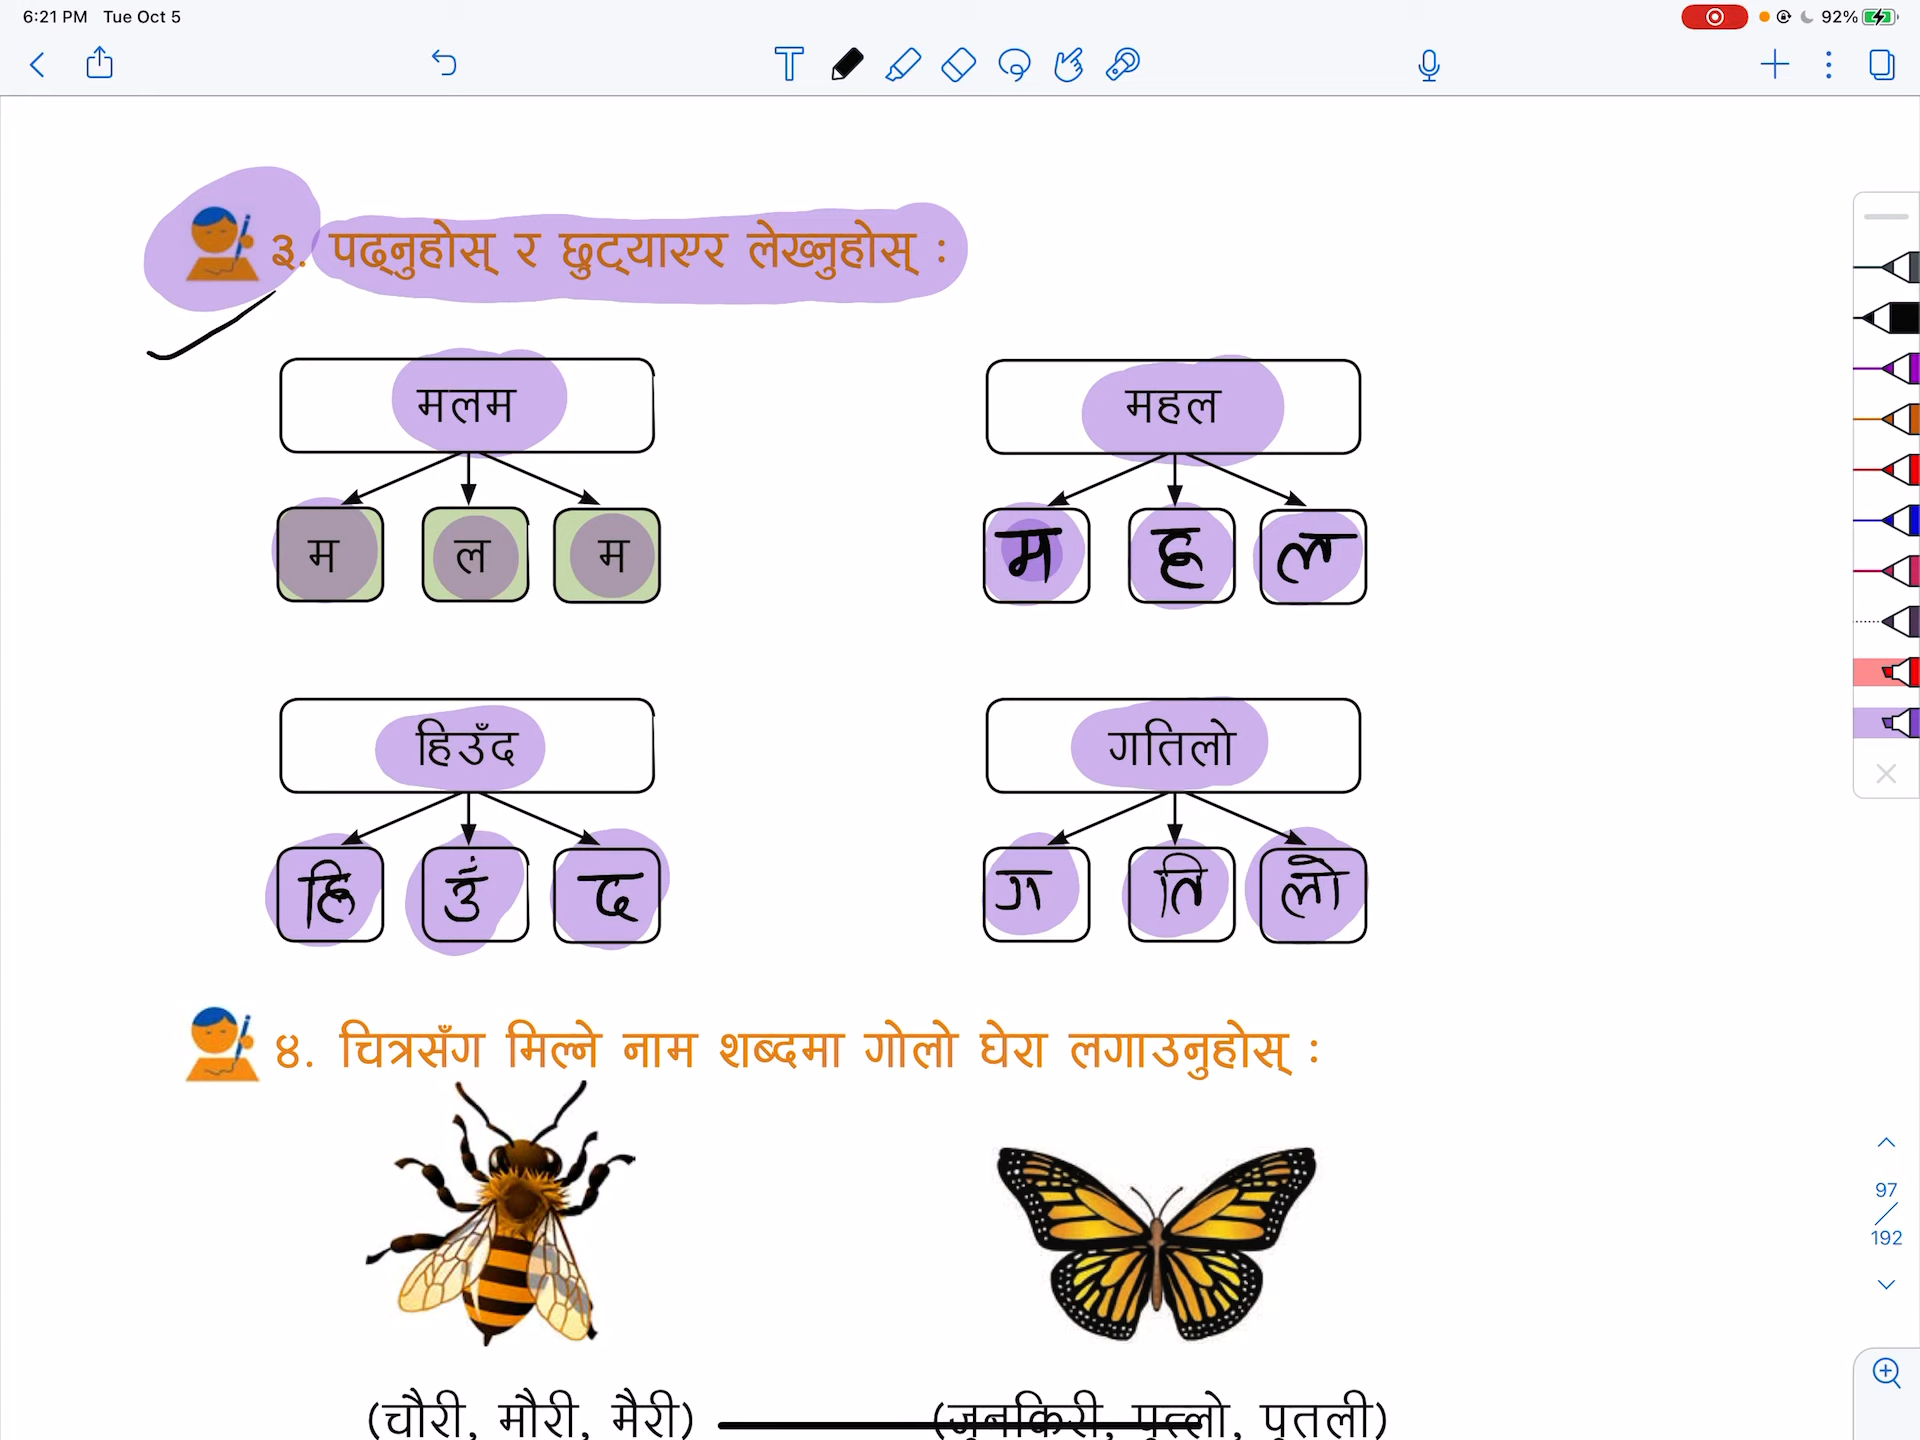 6:21 PM Tue Oct 5
92%
३. पढ्नुहोस् र छुट्याएर लेख्नुहोस् :
मलम
महल
म ल म
म ह ल
हिउँद
गतिलो
हि उँ द
ग ति लो
४. चित्रसँग मिल्ने नाम शब्दमा गोलो घेरा लगाउनुहोस् :
(चौरी, मौरी, मैरी)
(जूनकिरी, पुत्लो, पुतली)
97
192